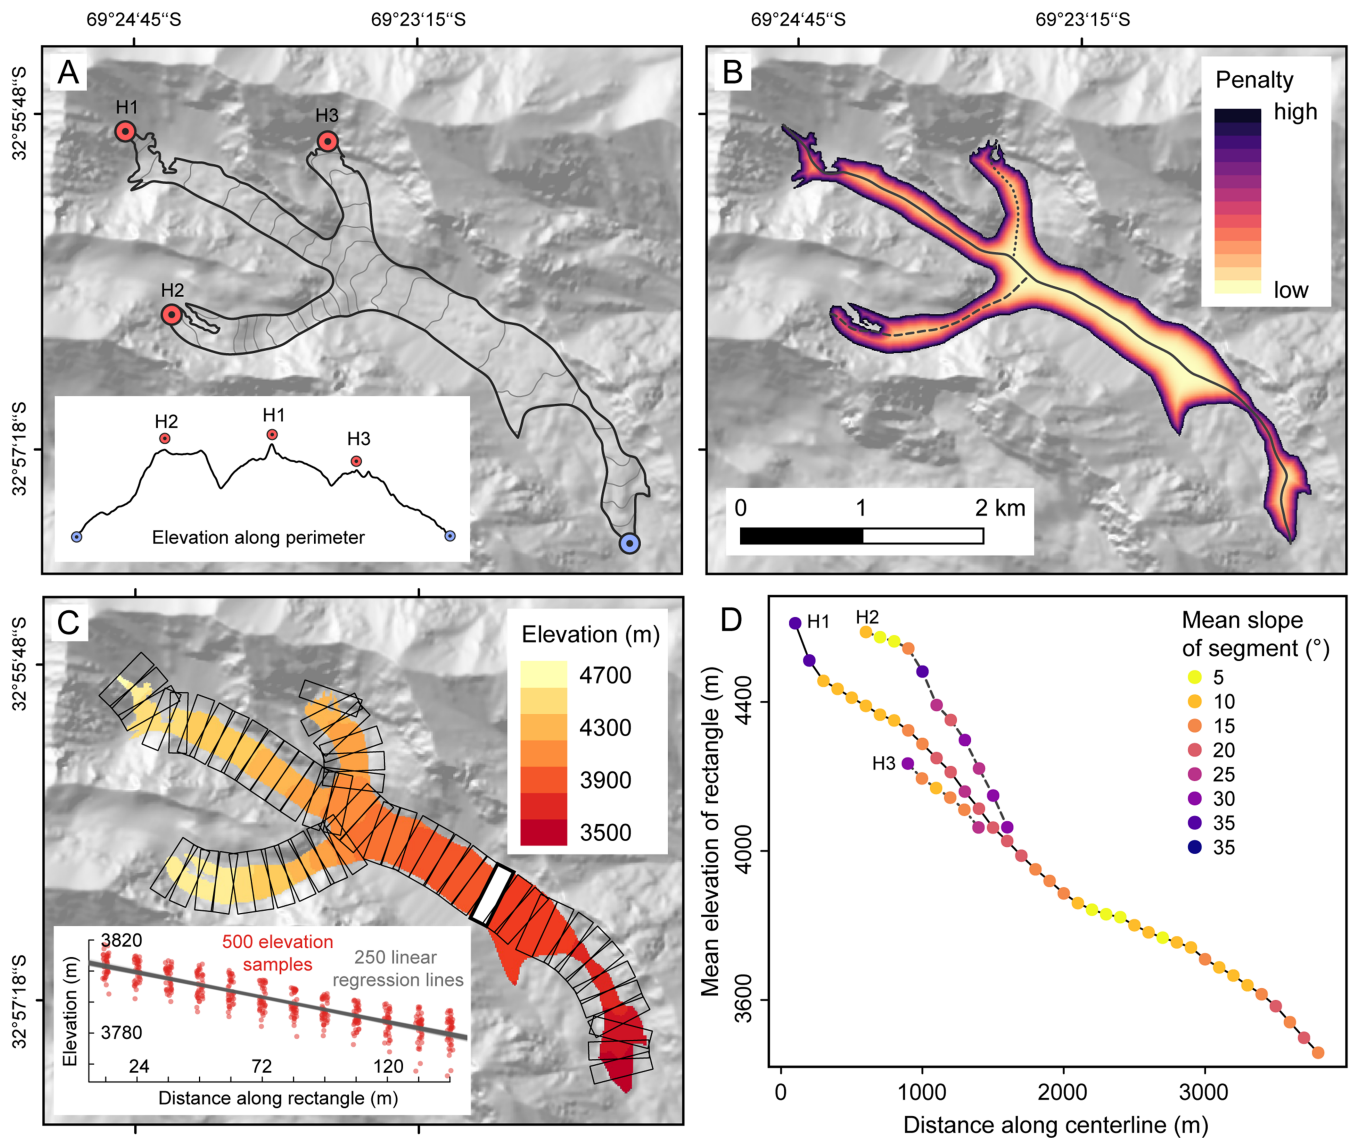 69°24'45"S
69°23'15"S
69°24'45"S
69°23'15"S
32°55'48"S
32°57'18"S
A
H1
H3
H2
H2
H1
H3
Elevation along perimeter
B
Penalty
high
low
0
1
2 km
32°55'48"S
32°57'18"S
C
Elevation (m)
4700
4300
3900
3500
3820
3780
Elevation (m)
500 elevation
samples
250 linear
regression lines
24
72
120
Distance along rectangle (m)
D
H1
H2
H3
Mean slope
of segment (°)
5
10
15
20
25
30
35
35
Mean elevation of rectangle (m)
4400
4000
3600
0
1000
2000
3000
Distance along centerline (m)